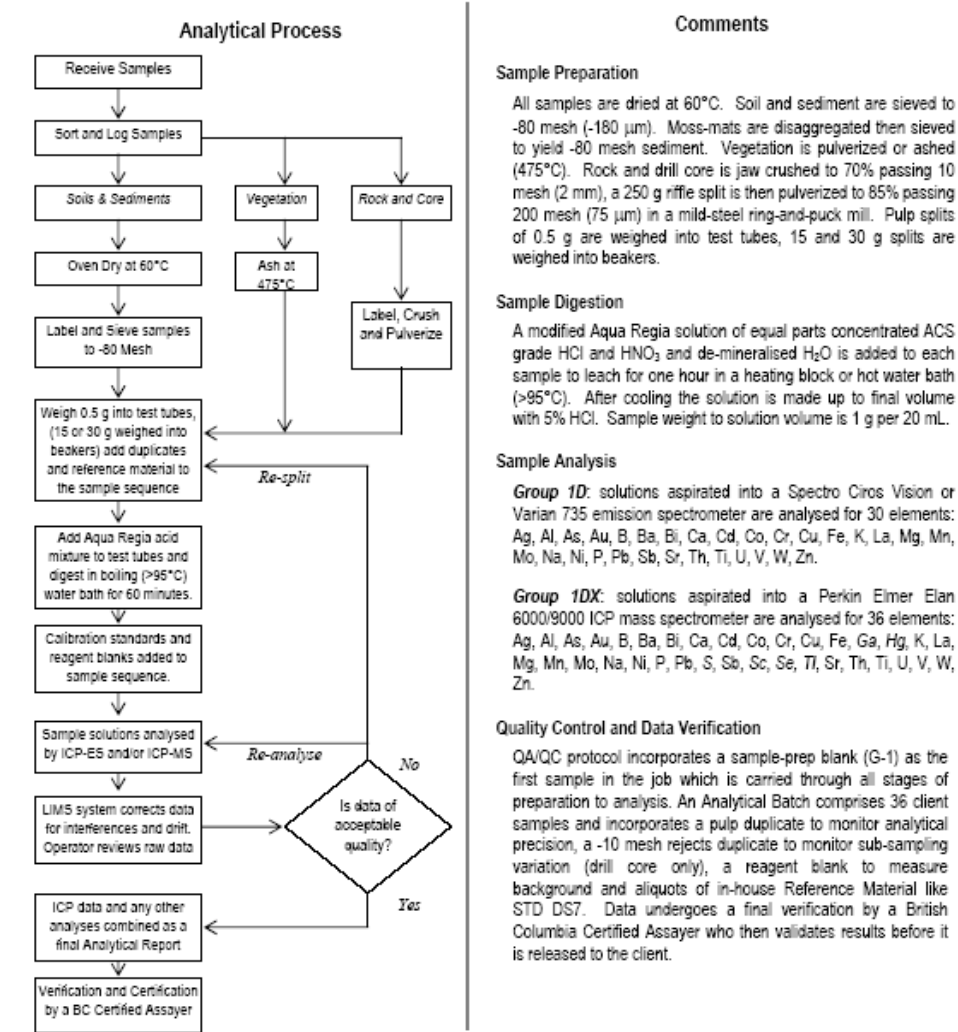 Analytical Process
Receive Samples
Sort and Log Samples
Soils & Sediments
Vegetation
Rock and Core
Oven Dry at 60°C
Ash at
475°C
Label, Crush
and Pulverize
Label and Sieve samples
to -80 Mesh
Weigh 0.5 g into test tubes,
(15 or 30 g weighed into
beakers) add duplicates
and reference material to
the sample sequence
Re-split
Add Aqua Regia acid
mixture to test tubes and
digest in boiling (>95°C)
water bath for 60 minutes.
Calibration standards and
reagent blanks added to
sample sequence.
Sample solutions analysed
by ICP-ES and/or ICP-MS
Re-analyse
No
LIMS system corrects data
for interferences and drift.
Operator reviews raw data
Is data of
acceptable
quality?
Yes
ICP data and any other
analyses combined as a
final Analytical Report
Verification and Certification
by a BC Certified Assayer
Comments
Sample Preparation
All samples are dried at 60°C. Soil and sediment are sieved to
-80 mesh (-180 µm). Moss-mats are disaggregated then sieved
to yield -80 mesh sediment. Vegetation is pulverized or ashed
(475°C). Rock and drill core is jaw crushed to 70% passing 10
mesh (2 mm), a 250 g riffle split is then pulverized to 85% passing
200 mesh (75 µm) in a mild-steel ring-and-puck mill. Pulp splits
of 0.5 g are weighed into test tubes, 15 and 30 g splits are
weighed into beakers.
Sample Digestion
A modified Aqua Regia solution of equal parts concentrated ACS
grade HCl and HNO₃ and de-mineralised H₂O is added to each
sample to leach for one hour in a heating block or hot water bath
(>95°C). After cooling the solution is made up to final volume
with 5% HCl. Sample weight to solution volume is 1 g per 20 mL.
Sample Analysis
Group 1D: solutions aspirated into a Spectro Ciros Vision or
Varian 735 emission spectrometer are analysed for 30 elements:
Ag, Al, As, Au, B, Ba, Bi, Ca, Cd, Co, Cr, Cu, Fe, K, La, Mg, Mn,
Mo, Na, Ni, P, Pb, Sb, Sr, Th, Ti, U, V, W, Zn.
Group 1DX: solutions aspirated into a Perkin Elmer Elan
6000/9000 ICP mass spectrometer are analysed for 36 elements:
Ag, Al, As, Au, B, Ba, Bi, Ca, Cd, Co, Cr, Cu, Fe, Ga, Hg, K, La,
Mg, Mn, Mo, Na, Ni, P, Pb, S, Sb, Sc, Se, Tl, Sr, Th, Ti, U, V, W,
Zn.
Quality Control and Data Verification
QA/QC protocol incorporates a sample-prep blank (G-1) as the
first sample in the job which is carried through all stages of
preparation to analysis. An Analytical Batch comprises 36 client
samples and incorporates a pulp duplicate to monitor analytical
precision, a -10 mesh rejects duplicate to monitor sub-sampling
variation (drill core only), a reagent blank to measure
background and aliquots of in-house Reference Material like
STD DS7. Data undergoes a final verification by a British
Columbia Certified Assayer who then validates results before it
is released to the client.